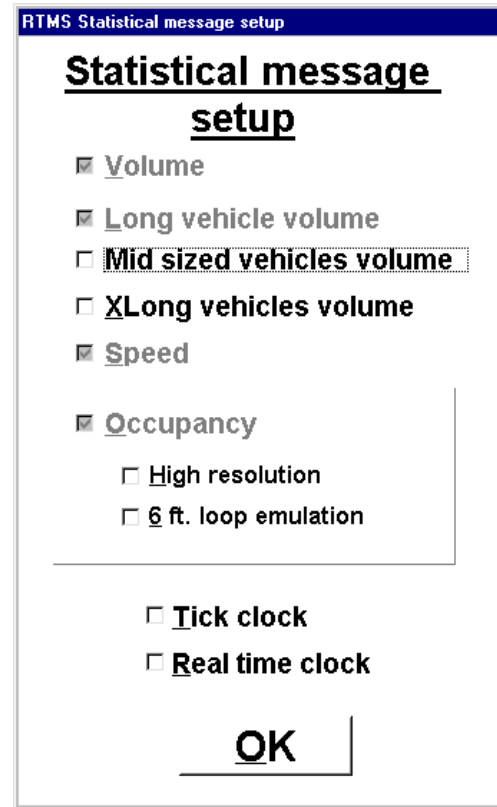 RTMS Statistical message setup
Statistical message
setup
Volume
Long vehicle volume
Mid sized vehicles volume
XLong vehicles volume
Speed
Occupancy
High resolution
6 ft. loop emulation
Tick clock
Real time clock
OK